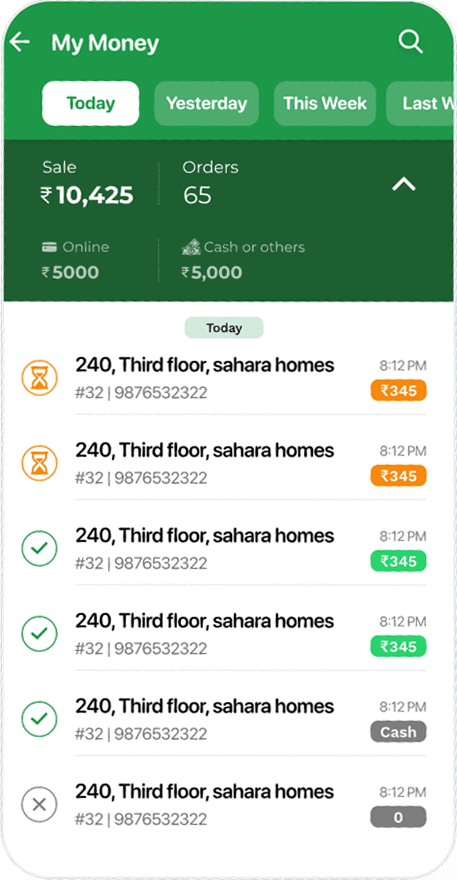 My Money
Today Yesterday This Week Last W
Sale Orders
₹10,425 65
Online Cash or others
₹5000 ₹5,000
Today
240, Third floor, sahara homes 8:12 PM
#32 | 9876532322 ₹345
240, Third floor, sahara homes 8:12 PM
#32 | 9876532322 ₹345
240, Third floor, sahara homes 8:12 PM
#32 | 9876532322 ₹345
240, Third floor, sahara homes 8:12 PM
#32 | 9876532322 ₹345
240, Third floor, sahara homes 8:12 PM
#32 | 9876532322 Cash
240, Third floor, sahara homes 8:12 PM
#32 | 9876532322 0